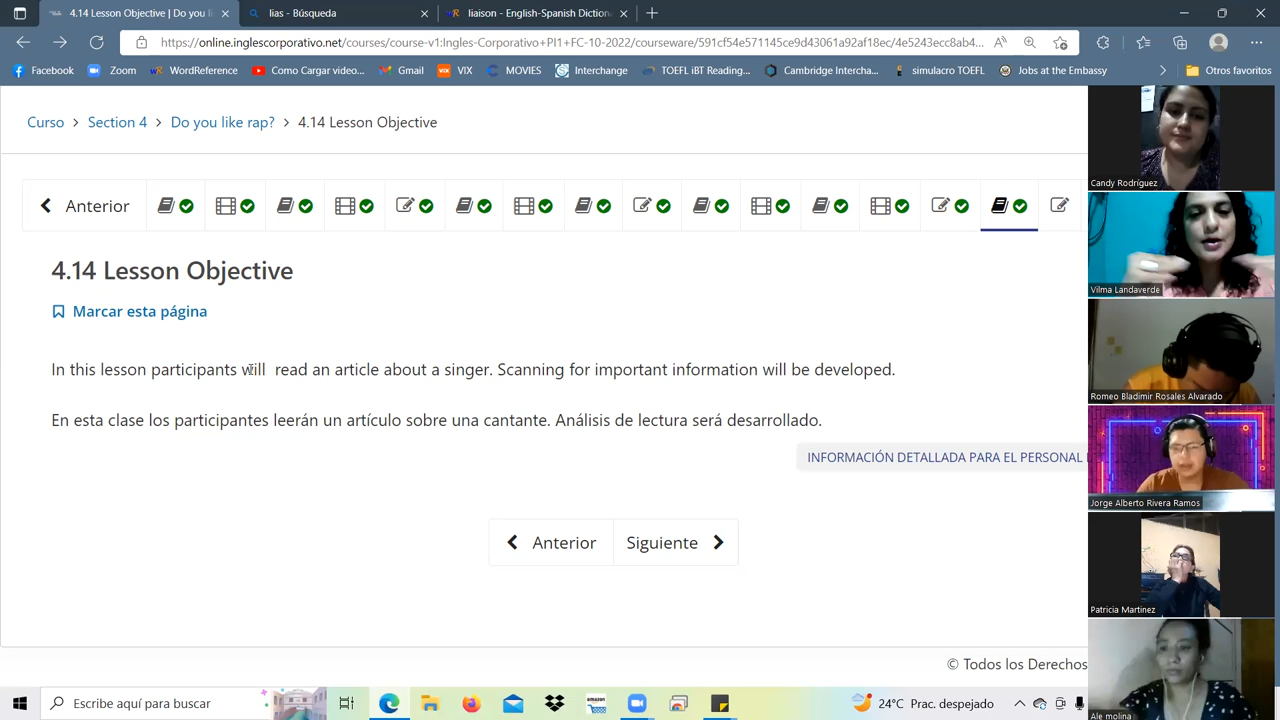 4.14 Lesson Objective | Do you l
lias - Búsqueda
liaison - English-Spanish Dictiona
https://online.inglescorporativo.net/courses/course-v1:Ingles-Corporativo+PI1+FC-10-2022/courseware/591cf54e571145ce9d43061a92af18ec/4e5243ecc8ab4...
Facebook
Zoom
WordReference
Como Cargar video...
Gmail
VIX
MOVIES
Interchange
TOEFL iBT Reading...
Cambridge Intercha...
simulacro TOEFL
Jobs at the Embassy
Otros favoritos
Curso > Section 4 > Do you like rap? > 4.14 Lesson Objective
Anterior
4.14 Lesson Objective
Marcar esta página
In this lesson participants will read an article about a singer. Scanning for important information will be developed.
En esta clase los participantes leerán un artículo sobre una cantante. Análisis de lectura será desarrollado.
INFORMACIÓN DETALLADA PARA EL PERSONAL
Anterior
Siguiente
© Todos los Derechos
Candy Rodríguez
Vilma Landaverde
Romeo Bladimir Rosales Alvarado
Jorge Alberto Rivera Ramos
Patricia Martinez
Ale molina
Escribe aquí para buscar
amazon
24°C Prac. despejado